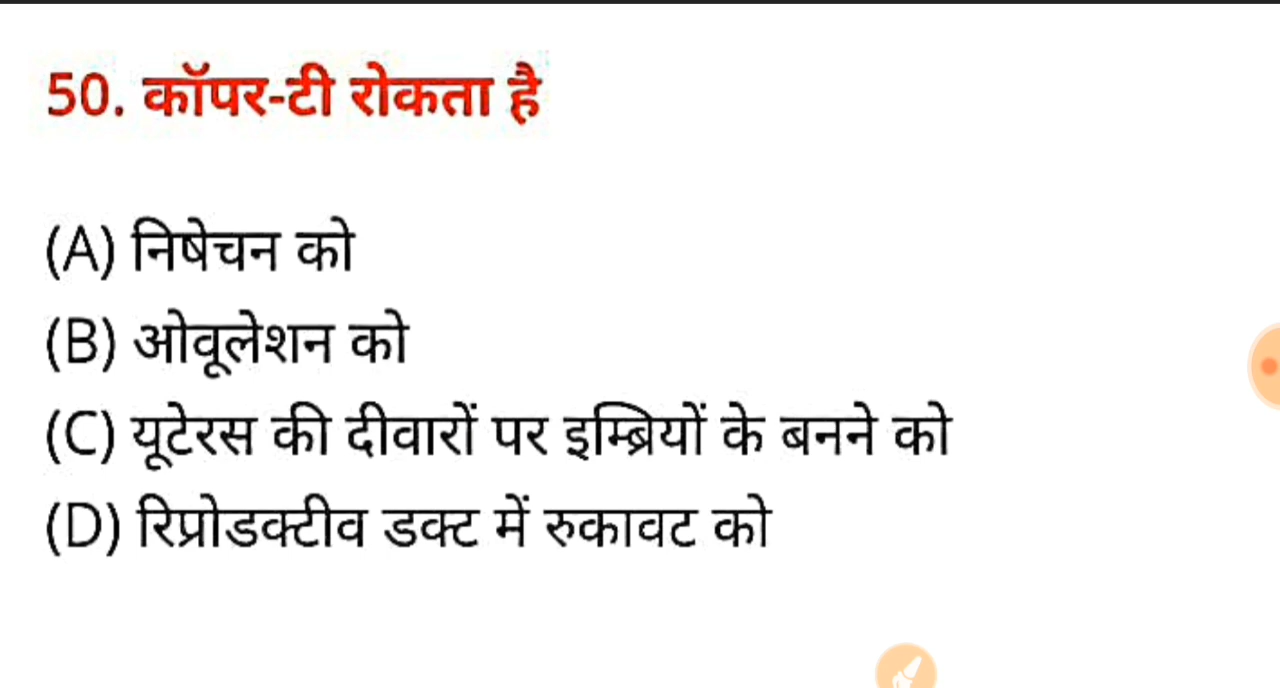 50. कॉपर-टी रोकता है
(A) निषेचन को
(B) ओवूलेशन को
(C) यूटेरस की दीवारों पर इम्ब्रियों के बनने को
(D) रिप्रोडक्टीव डक्ट में रुकावट को